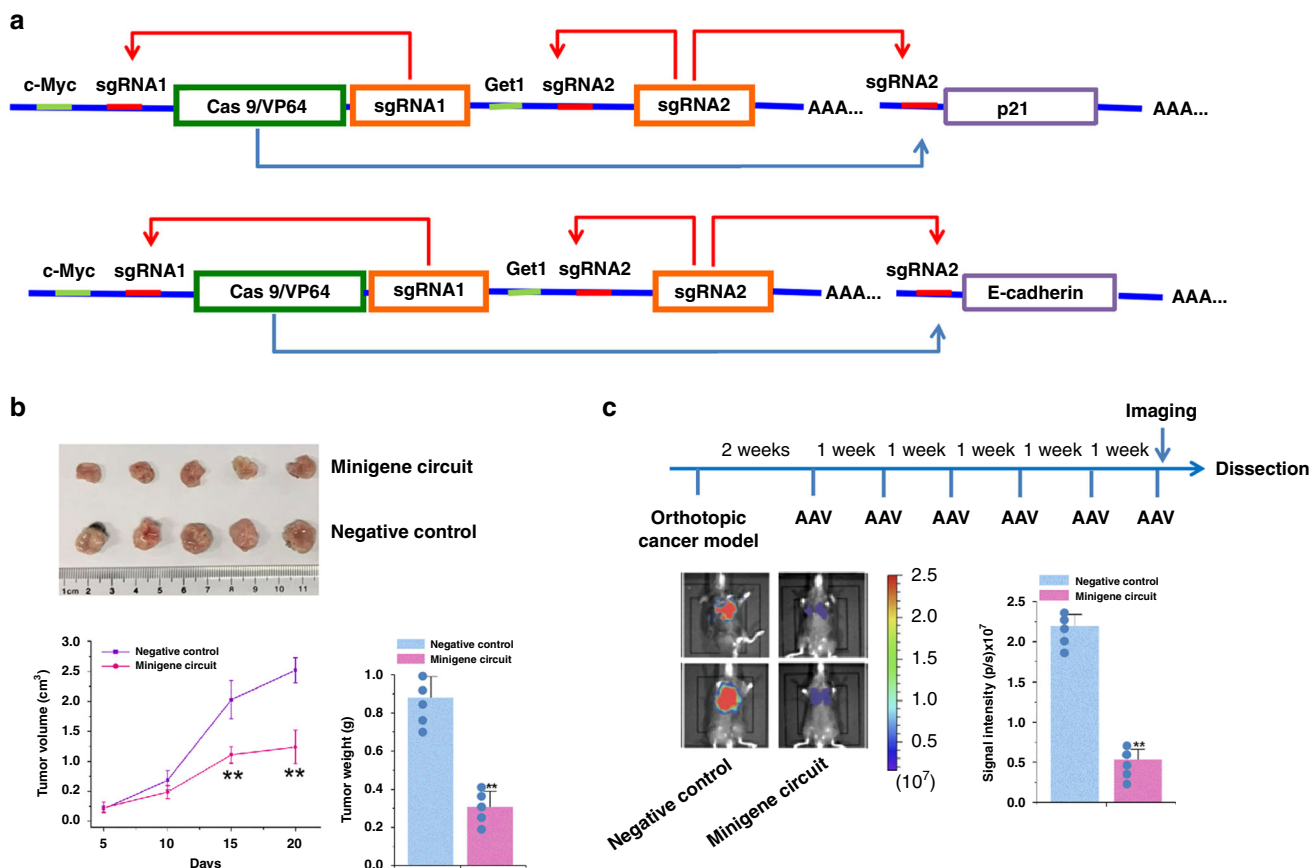 a
c-Myc sgRNA1 Cas 9/VP64 sgRNA1 Get1 sgRNA2 sgRNA2 AAA... sgRNA2 p21 AAA...
c-Myc sgRNA1 Cas 9/VP64 sgRNA1 Get1 sgRNA2 sgRNA2 AAA... sgRNA2 E-cadherin AAA...
b
Minigene circuit
Negative control
1cm 2 3 4 5 6 7 8 9 10 11
Tumor volume (cm³)
3.0
2.5
2.0
1.5
1.0
0.2
0.0
Negative control
Minigene circuit
** **
5 10 15 20
Days
Tumor weight (g)
Negative control
Minigene circuit
1.0
0.8
0.6
0.4
0.2
0.0
**
c
Imaging
2 weeks 1 week 1 week 1 week 1 week 1 week
Dissection
Orthotopic
cancer model
AAV AAV AAV AAV AAV AAV
2.5
2.0
1.5
1.0
0.5
(10⁷)
Negative control
Minigene circuit
Signal intensity (p/s)x10⁷
Negative control
Minigene circuit
2.5
2.0
1.5
1.0
0.5
0.0
**